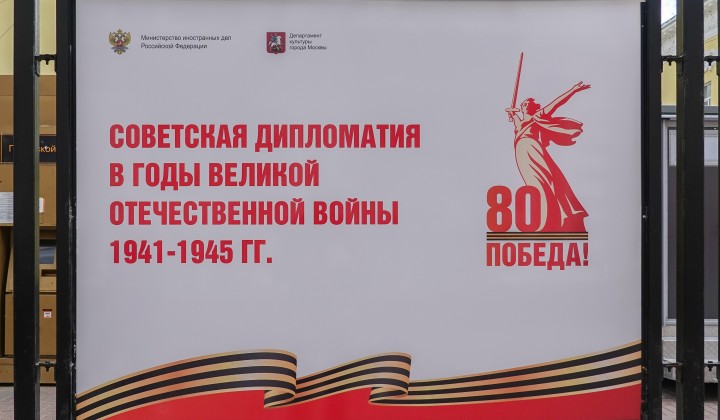 Министерство иностранных дел
Российской Федерации
Департамент
культуры
города Москвы
СОВЕТСКАЯ ДИПЛОМАТИЯ
В ГОДЫ ВЕЛИКОЙ
ОТЕЧЕСТВЕННОЙ ВОЙНЫ
1941-1945 ГГ.
80
ПОБЕДА!